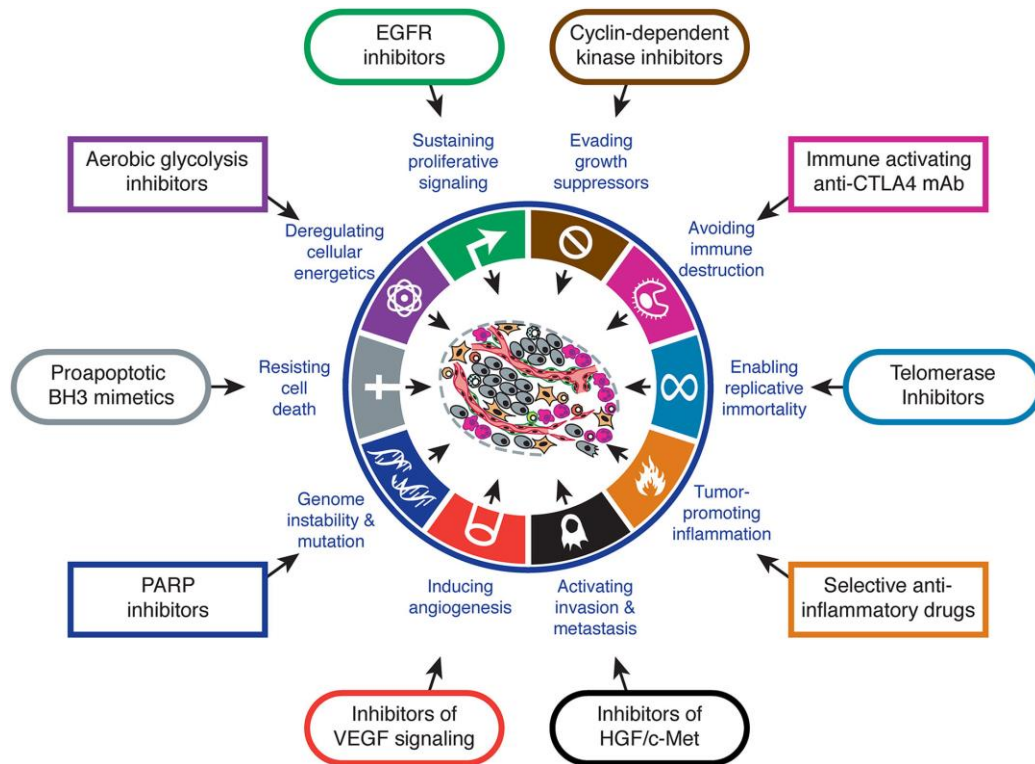 EGFR
inhibitors
Cyclin-dependent
kinase inhibitors
Sustaining
proliferative
signaling
Evading
growth
suppressors
Aerobic glycolysis
inhibitors
Immune activating
anti-CTLA4 mAb
Deregulating
cellular
energetics
Avoiding
immune
destruction
Proapoptotic
BH3 mimetics
Resisting
cell
death
Enabling
replicative
immortality
Telomerase
Inhibitors
Genome
instability &
mutation
Tumor-
promoting
inflammation
PARP
inhibitors
Inducing
angiogenesis
Activating
invasion &
metastasis
Selective anti-
inflammatory drugs
Inhibitors of
VEGF signaling
Inhibitors of
HGF/c-Met